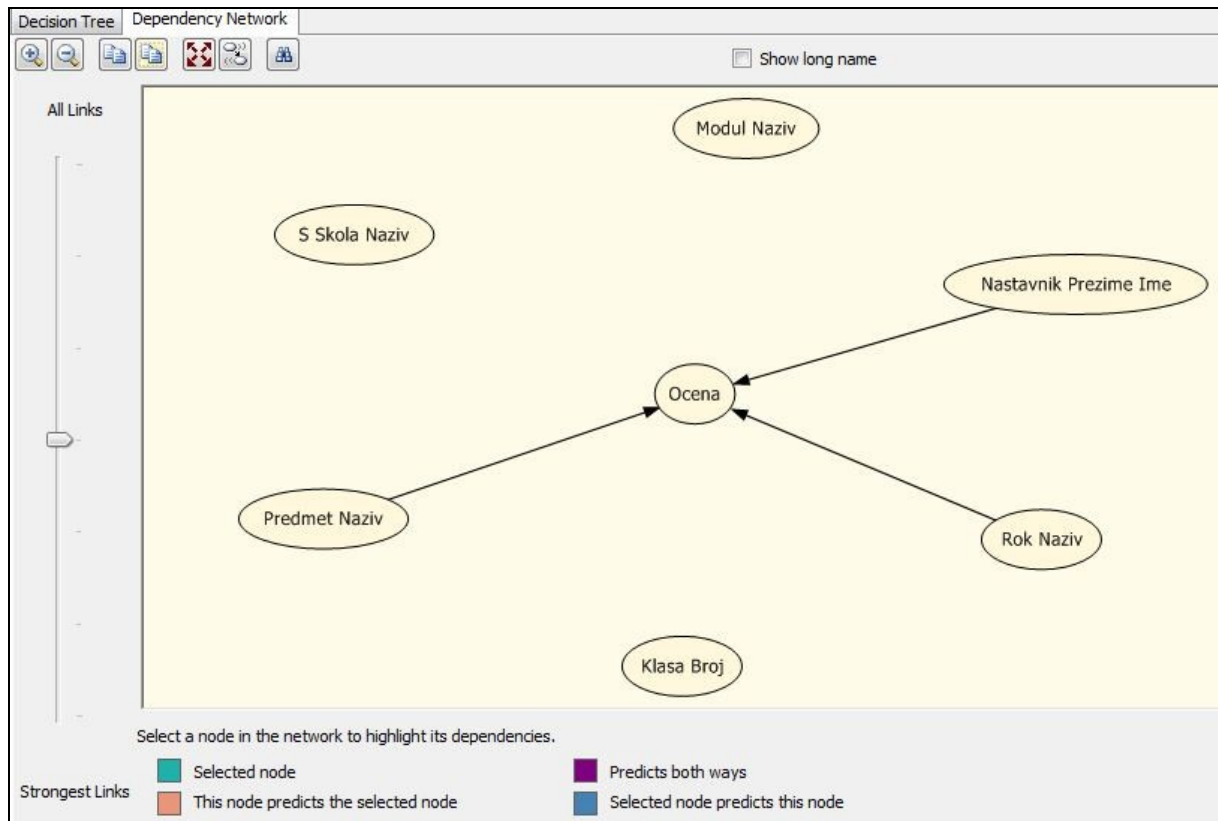 Decision Tree Dependency Network
Show long name
All Links
Modul Naziv
S Skola Naziv
Nastavnik Prezime Ime
Ocena
Predmet Naziv
Rok Naziv
Klasa Broj
Select a node in the network to highlight its dependencies.
Selected node Predicts both ways
Strongest Links
This node predicts the selected node Selected node predicts this node